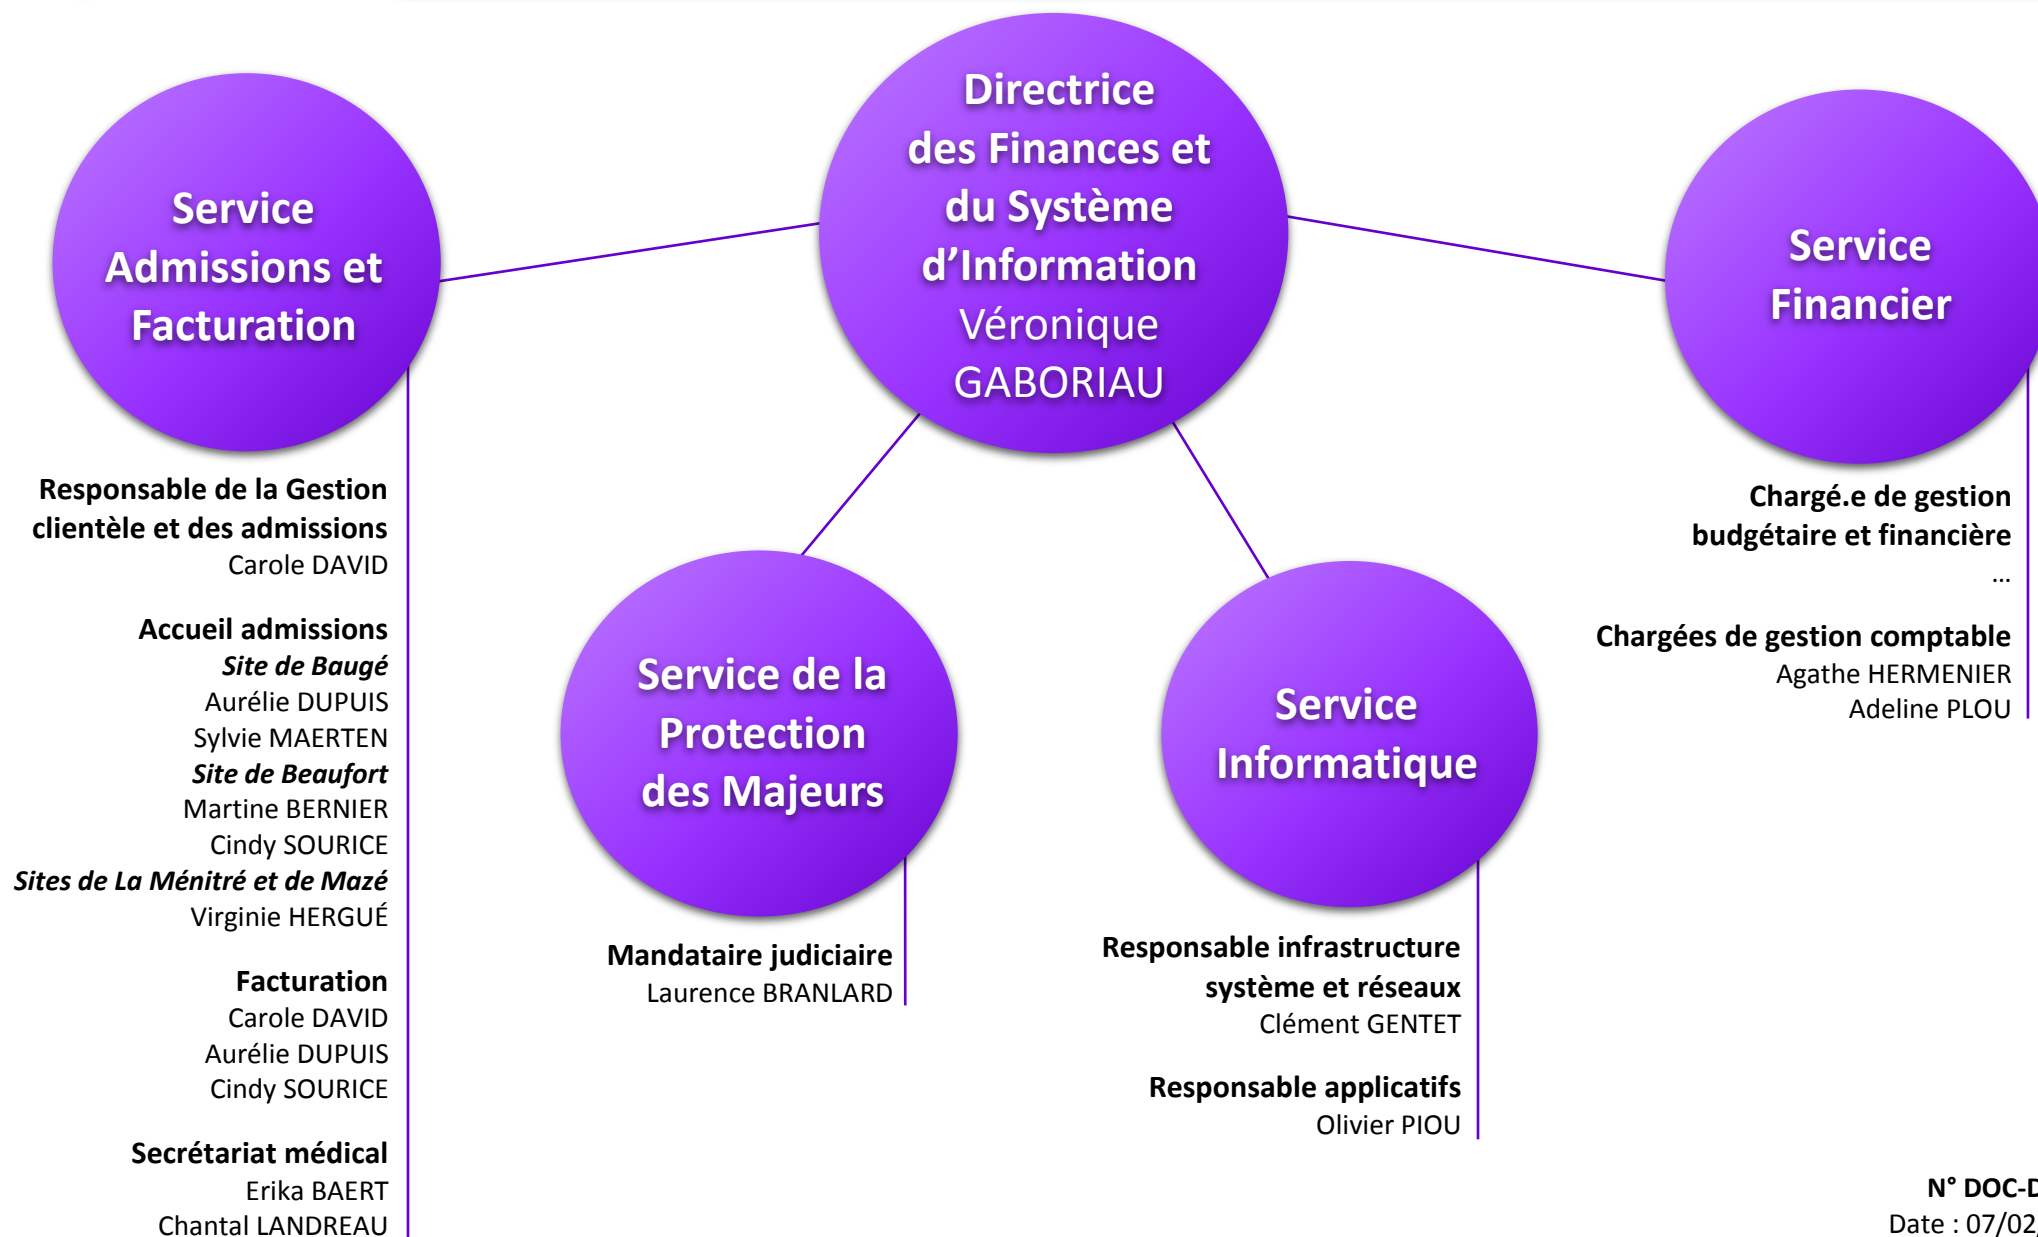 Directrice
des Finances et
du Système
d’Information
Véronique
GABORIAU
Service
Admissions et
Facturation
Responsable de la Gestion
clientèle et des admissions
Carole DAVID
Accueil admissions
Site de Baugé
Aurélie DUPUIS
Sylvie MAERTEN
Site de Beaufort
Martine BERNIER
Cindy SOURICE
Sites de La Ménitré et de Mazé
Virginie HERGUÉ
Facturation
Carole DAVID
Aurélie DUPUIS
Cindy SOURICE
Secrétariat médical
Erika BAERT
Chantal LANDREAU
Service de la
Protection
des Majeurs
Mandataire judiciaire
Laurence BRANLARD
Service
Informatique
Responsable infrastructure
système et réseaux
Clément GENTET
Responsable applicatifs
Olivier PIOU
Service
Financier
Chargé.e de gestion
budgétaire et financière
...
Chargées de gestion comptable
Agathe HERMENIER
Adeline PLOU
N° DOC-D
Date : 07/02